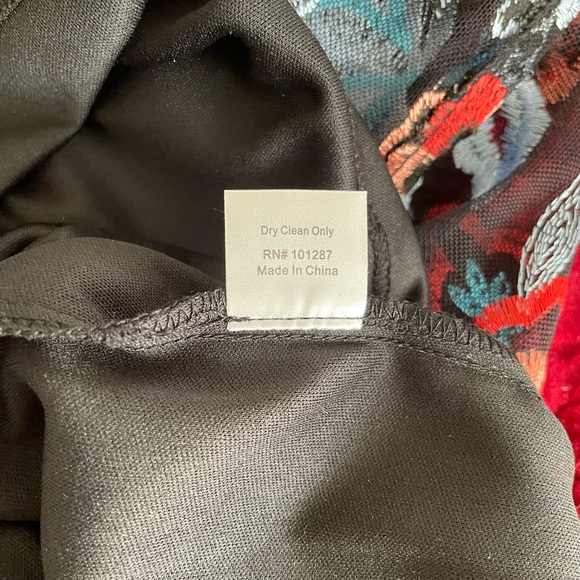 Dry Clean Only
RN# 101287
Made In China